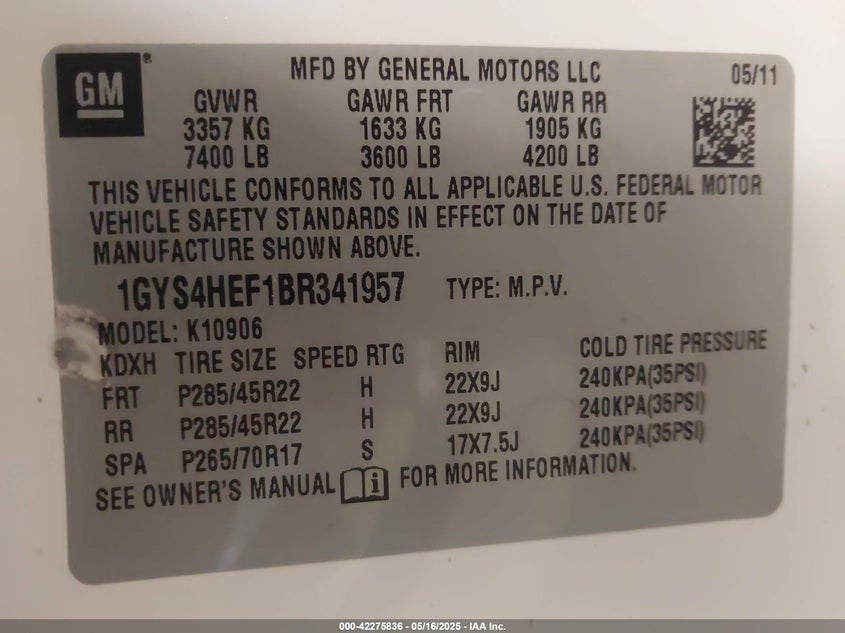 GM
MFD BY GENERAL MOTORS LLC 05/11
GVWR GAWR FRT GAWR RR
3357 KG 1633 KG 1905 KG
7400 LB 3600 LB 4200 LB
THIS VEHICLE CONFORMS TO ALL APPLICABLE U.S. FEDERAL MOTOR
VEHICLE SAFETY STANDARDS IN EFFECT ON THE DATE OF
MANUFACTURE SHOWN ABOVE.
1GYS4HEF1BR341957 TYPE: M.P.V.
MODEL: K10906
KDXH TIRE SIZE SPEED RTG RIM COLD TIRE PRESSURE
FRT P285/45R22 H 22X9J 240KPA(35PSI)
RR P285/45R22 H 22X9J 240KPA(35PSI)
SPA P265/70R17 S 17X7.5J 240KPA(35PSI)
SEE OWNER'S MANUAL i FOR MORE INFORMATION.
000-42275836 - 05/16/2025 - IAA Inc.